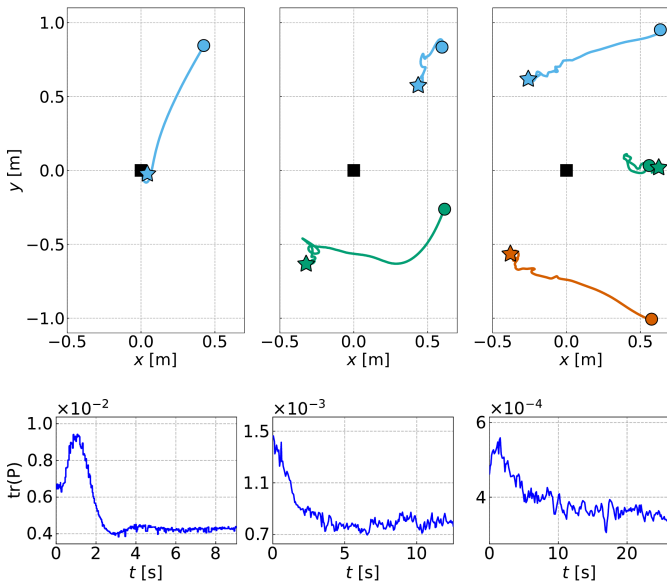 1.0
0.5
0.0
−0.5
−1.0
y [m]
−0.5 0.0 0.5
x [m]
−0.5 0.0 0.5
x [m]
−0.5 0.0 0.5
x [m]
×10⁻²
1.0
0.8
0.6
0.4
tr(P)
0 2 4 6 8
t [s]
×10⁻³
1.5
1.1
0.7
0 5 10
t [s]
×10⁻⁴
6
4
0 10 20
t [s]